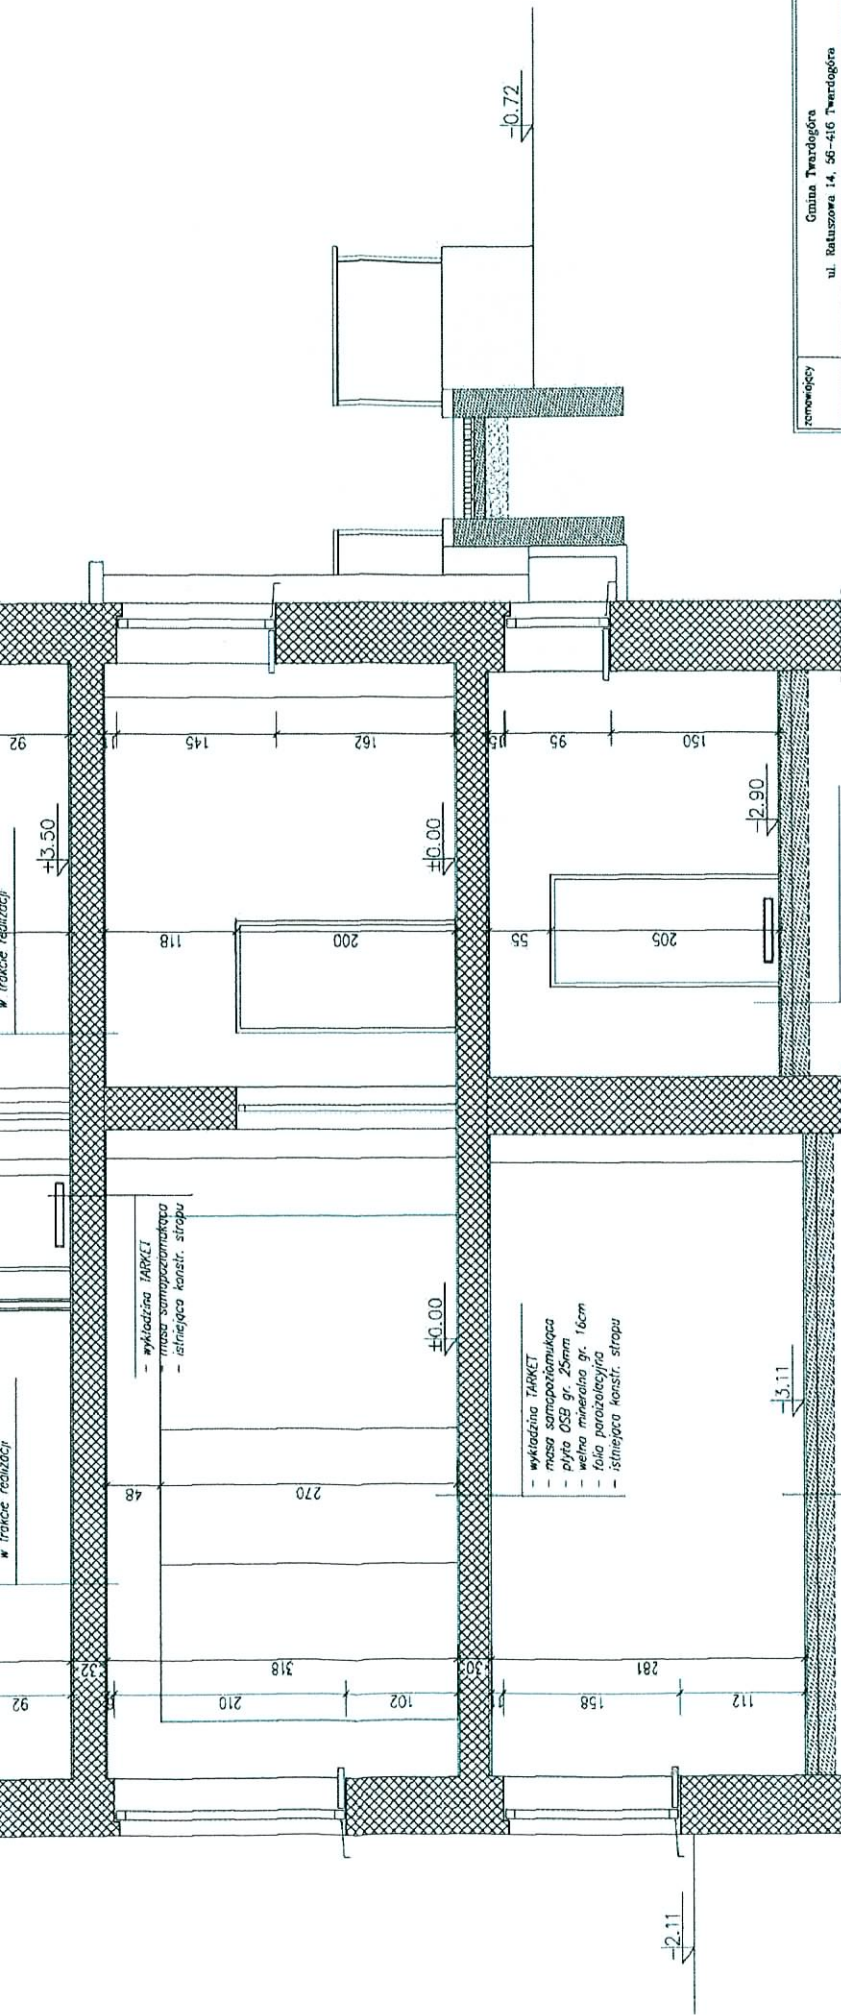 -0.72
zamawiający
Gmina Twardogóra
ul. Ratuszowa 14, 56-416 Twardogóra
w trakcie realizacji
w trakcie realizacji
92
+3.50
145
162
118
200
±0.00
95
150
55
205
-2.90
- wykładzina TARKET
- masa samopoziomukąca
- istniejąca konstr. stropu
±0.00
48
270
- wykładzina TARKET
- masa samopoziomukąca
- płyta OSB gr. 25mm
- wełna mineralna gr. 16cm
- folia paroizolacyjna
- istniejąca konstr. stropu
-3.11
92
32
318
210
102
30
281
158
112
-2.11